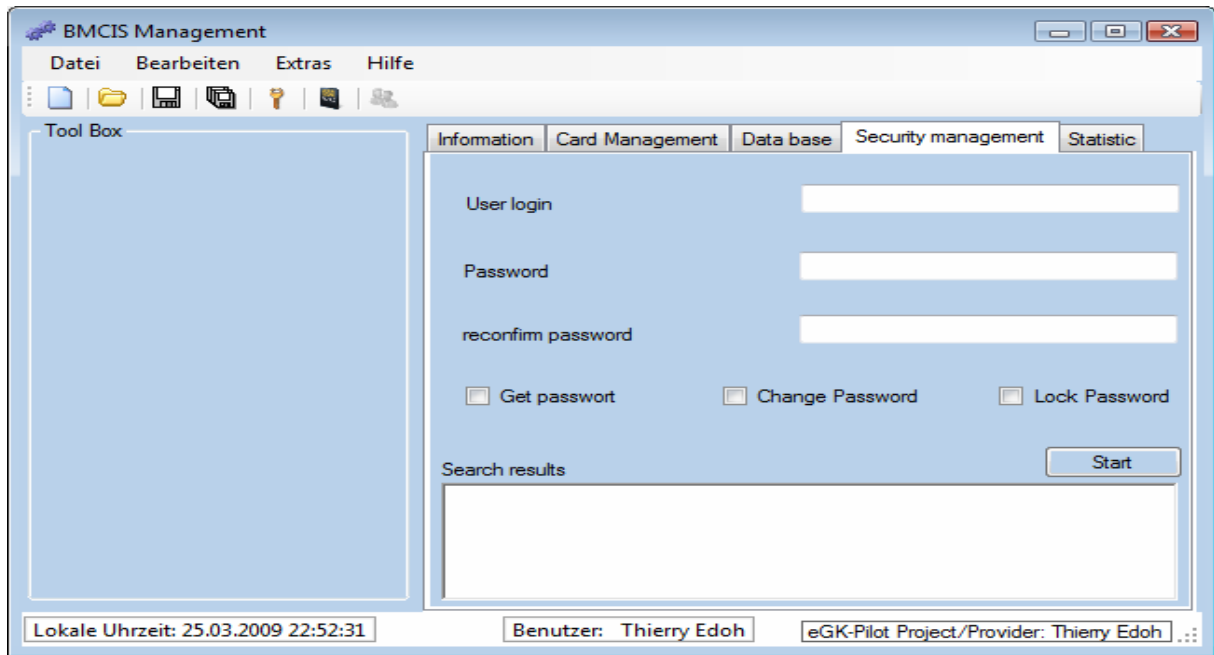 BMCIS Management
Datei Bearbeiten Extras Hilfe
Tool Box
Information Card Management Data base Security management Statistic
User login
Password
reconfirm password
Get passwort Change Password Lock Password
Search results
Start
Lokale Uhrzeit: 25.03.2009 22:52:31 Benutzer: Thierry Edoh eGK-Pilot Project/Provider: Thierry Edoh